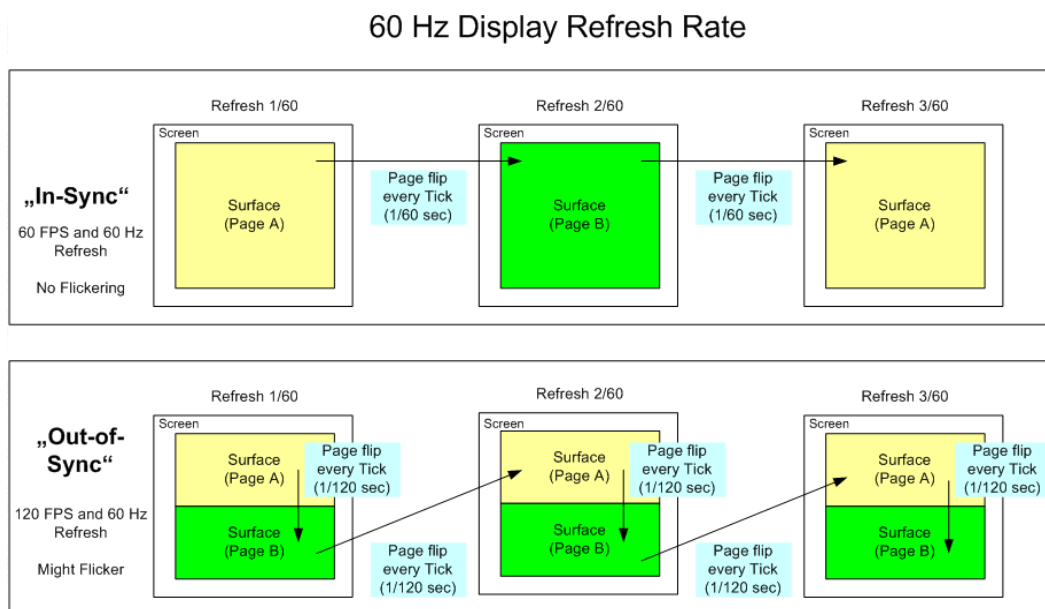 60 Hz Display Refresh Rate
Refresh 1/60
Refresh 2/60
Refresh 3/60
Screen
Screen
Screen
„In-Sync“
60 FPS and 60 Hz
Refresh
No Flickering
Surface
(Page A)
Page flip
every Tick
(1/60 sec)
Surface
(Page B)
Page flip
every Tick
(1/60 sec)
Surface
(Page A)
Refresh 1/60
Refresh 2/60
Refresh 3/60
Screen
Screen
Screen
„Out-of-
Sync“
120 FPS and 60 Hz
Refresh
Might Flicker
Surface
(Page A)
Page flip
every Tick
(1/120 sec)
Surface
(Page B)
Page flip
every Tick
(1/120 sec)
Surface
(Page A)
Page flip
every Tick
(1/120 sec)
Surface
(Page B)
Page flip
every Tick
(1/120 sec)
Surface
(Page A)
Page flip
every Tick
(1/120 sec)
Surface
(Page B)